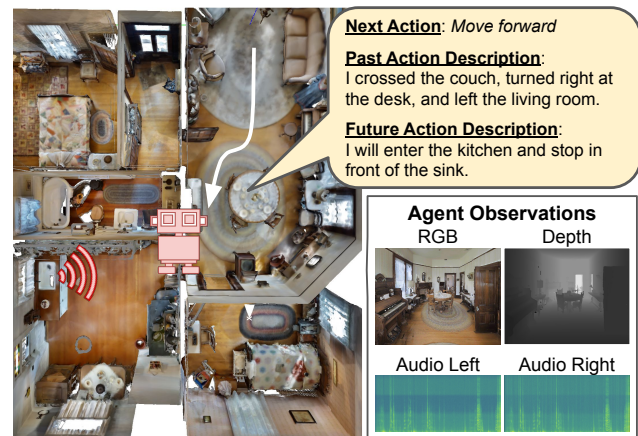 Next Action: Move forward
Past Action Description:
I crossed the couch, turned right at
the desk, and left the living room.
Future Action Description:
I will enter the kitchen and stop in
front of the sink.
Agent Observations
RGB
Depth
Audio Left
Audio Right